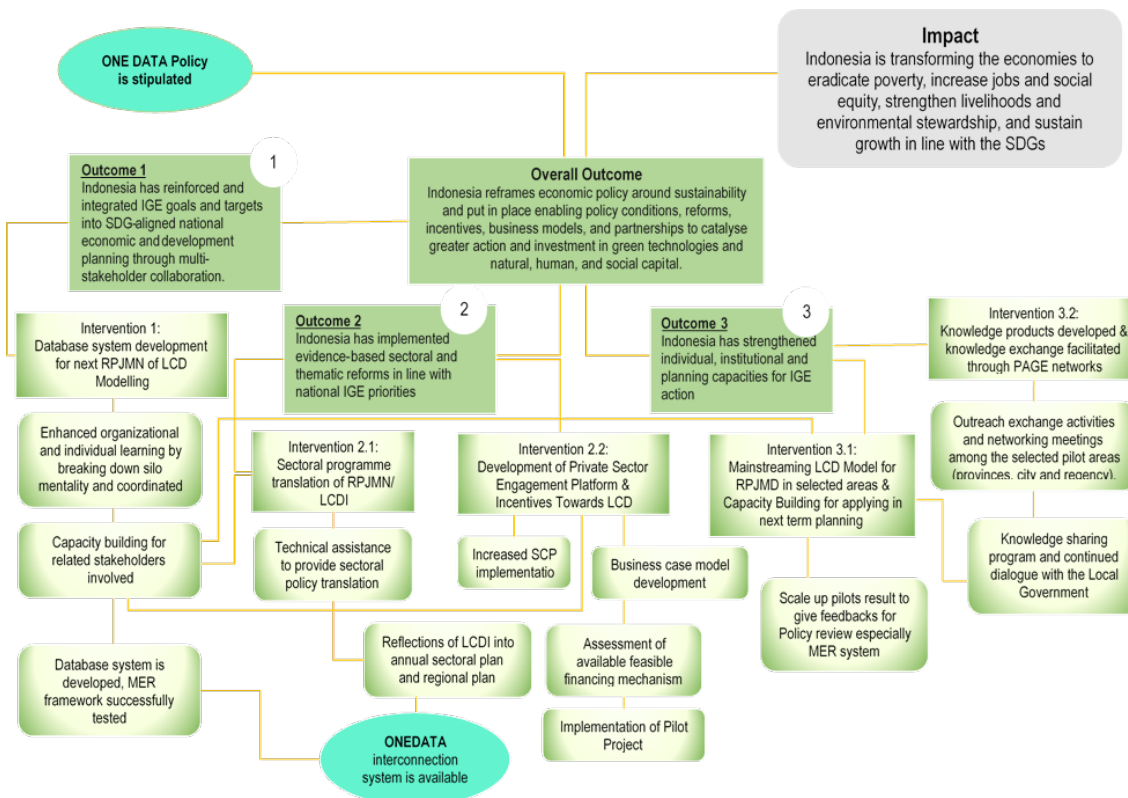 ONE DATA Policy
is stipulated
Impact
Indonesia is transforming the economies to
eradicate poverty, increase jobs and social
equity, strengthen livelihoods and
environmental stewardship, and sustain
growth in line with the SDGs
1
Outcome 1
Indonesia has reinforced and
integrated IGE goals and targets
into SDG-aligned national
economic and development
planning through multi-
stakeholder collaboration.
Overall Outcome
Indonesia reframes economic policy around sustainability
and put in place enabling policy conditions, reforms,
incentives, business models, and partnerships to catalyse
greater action and investment in green technologies and
natural, human, and social capital.
2
Outcome 2
Indonesia has implemented
evidence-based sectoral and
thematic reforms in line with
national IGE priorities
3
Outcome 3
Indonesia has strengthened
individual, institutional and
planning capacities for IGE
action
Intervention 1:
Database system development
for next RPJMN of LCD
Modelling
Enhanced organizational
and individual learning by
breaking down silo
mentality and coordinated
Capacity building for
related stakeholders
involved
Database system is
developed, MER
framework successfully
tested
Intervention 2.1:
Sectoral programme
translation of RPJMN/
LCDI
Technical assistance
to provide sectoral
policy translation
Reflections of LCDI into
annual sectoral plan
and regional plan
ONEDATA
interconnection
system is available
Intervention 2.2:
Development of Private Sector
Engagement Platform &
Incentives Towards LCD
Increased SCP
implementatio
Business case model
development
Assessment of
available feasible
financing mechanism
Implementation of Pilot
Project
Intervention 3.1:
Mainstreaming LCD Model for
RPJMD in selected areas &
Capacity Building for applying in
next term planning
Scale up pilots result to
give feedbacks for
Policy review especially
MER system
Intervention 3.2:
Knowledge products developed &
knowledge exchange facilitated
through PAGE networks
Outreach exchange activities
and networking meetings
among the selected pilot areas
(provinces, city and regency).
Knowledge sharing
program and continued
dialogue with the Local
Government